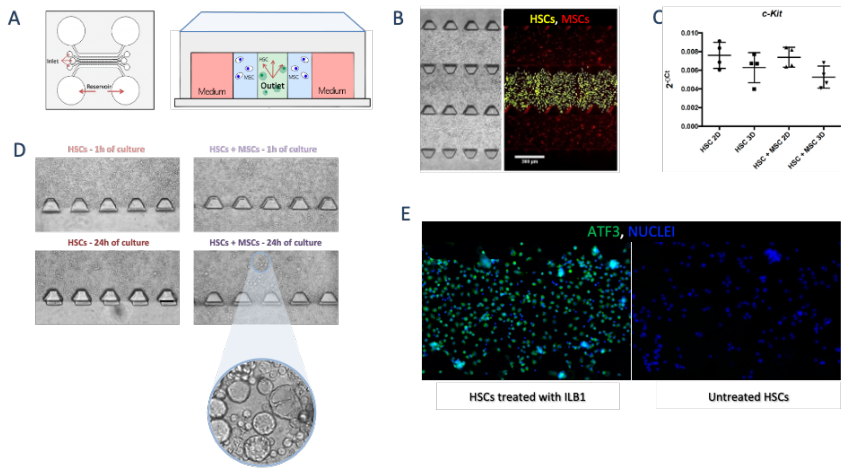 A
Inlet
Reservoir
HSC
MSC
Outlet
MSC
Medium
Medium
B
HSCs, MSCs
300 µm
C
c-Kit
0.010
0.008
0.006
0.004
0.002
0.000
HSC 2D
HSC 3D
HSC + MSC 2D
HSC + MSC 3D
D
HSCs - 1h of culture
HSCs + MSCs - 1h of culture
HSCs - 24h of culture
HSCs + MSCs - 24h of culture
E
ATF3, NUCLEI
HSCs treated with ILB1
Untreated HSCs